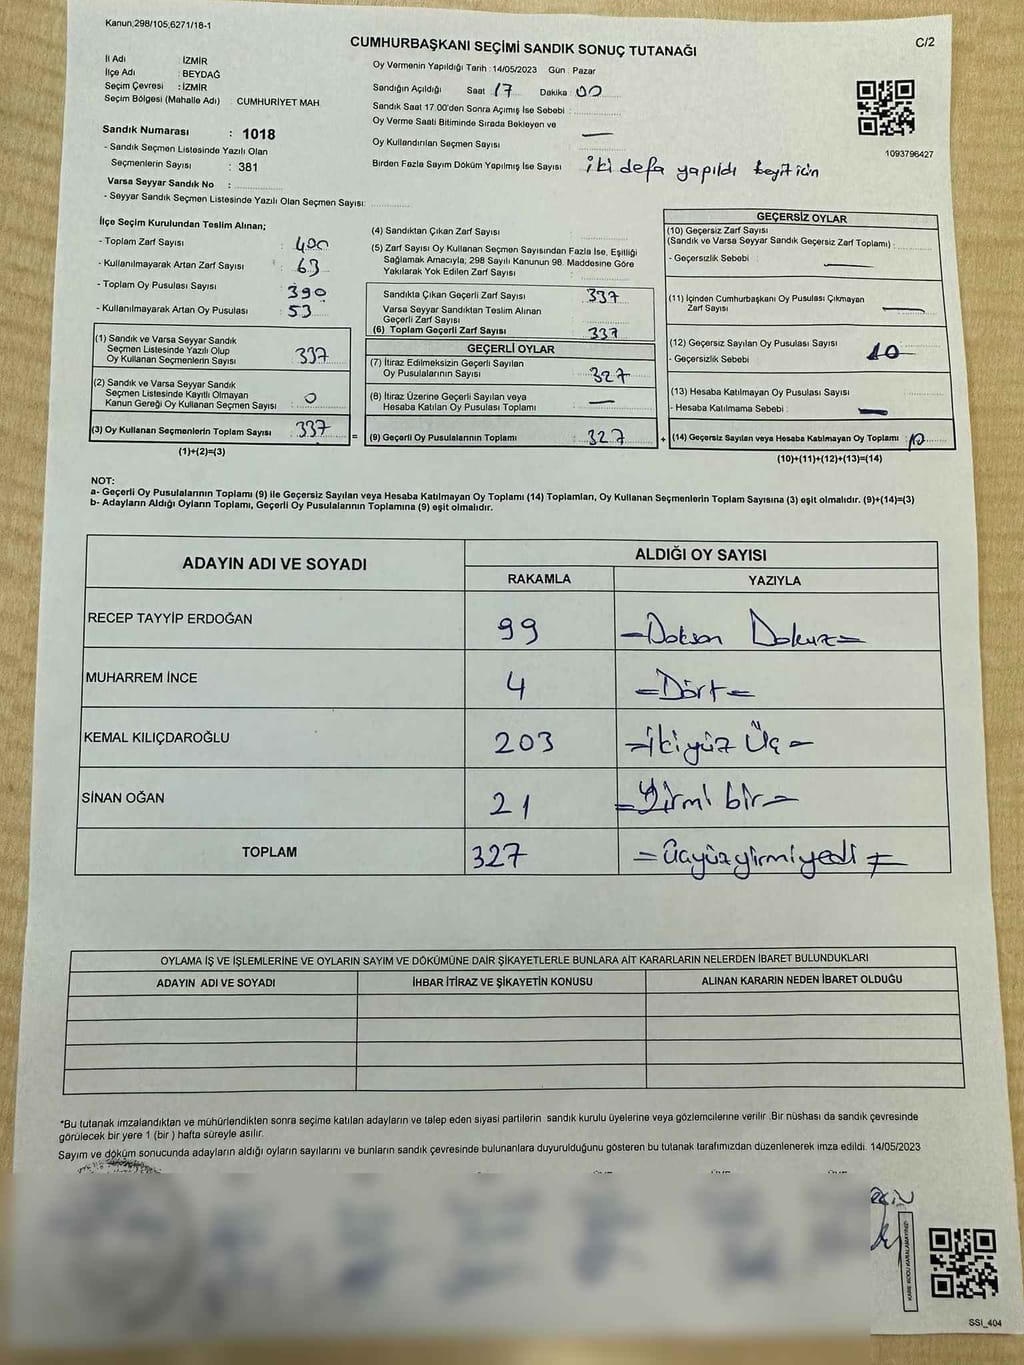 Kanun,298/105,6271/18-1
C/2
CUMHURBAŞKANI SEÇİMİ SANDIK SONUÇ TUTANAĞI
İl Adı : İZMİR
İlçe Adı : BEYDAĞ
Seçim Çevresi : İZMİR
Seçim Bölgesi (Mahalle Adı) : CUMHURİYET MAH.
Sandık Numarası : 1018
- Sandık Seçmen Listesinde Yazılı Olan
Seçmenlerin Sayısı : 381
Varsa Seyyar Sandık No :
- Seyyar Sandık Seçmen Listesinde Yazılı Olan Seçmen Sayısı:
Oy Vermenin Yapıldığı Tarih : 14/05/2023 Gün : Pazar
Sandığın Açıldığı Saat 17 Dakika : 00
Sandık Saat 17.00'den Sonra Açımış İse Sebebi :
Oy Verme Saati Bitiminde Sırada Bekleyen ve
Oy Kullandırılan Seçmen Sayısı
Birden Fazla Sayım Döküm Yapılmış İse Sayısı iki defa yapıldı teyit için
1093796427
İlçe Seçim Kurulundan Teslim Alınan;
- Toplam Zarf Sayısı : 400
- Kullanılmayarak Artan Zarf Sayısı : 63
- Toplam Oy Pusulası Sayısı : 390
- Kullanılmayarak Artan Oy Pusulası : 53
(1) Sandık ve Varsa Seyyar Sandık
Seçmen Listesinde Yazılı Olup
Oy Kullanan Seçmenlerin Sayısı 337
(2) Sandık ve Varsa Seyyar Sandık
Seçmen Listesinde Kayıtlı Olmayan
Kanun Gereği Oy Kullanan Seçmen Sayısı : 0
(3) Oy Kullanan Seçmenlerin Toplam Sayısı 337
(1)+(2)=(3)
=
(4) Sandıktan Çıkan Zarf Sayısı
(5) Zarf Sayısı Oy Kullanan Seçmen Sayısından Fazla İse, Eşitliği
Sağlamak Amacıyla, 298 Sayılı Kanunun 98. Maddesine Göre
Yakılarak Yok Edilen Zarf Sayısı
Sandıkta Çıkan Geçerli Zarf Sayısı 337
Varsa Seyyar Sandıktan Teslim Alınan
Geçerli Zarf Sayısı
(6) Toplam Geçerli Zarf Sayısı 337
GEÇERLİ OYLAR
(7) İtiraz Edilmeksizin Geçerli Sayılan
Oy Pusulalarının Sayısı : 327
(8) İtiraz Üzerine Geçerli Sayılan veya
Hesaba Katılan Oy Pusulası Toplamı
(9) Geçerli Oy Pusulalarının Toplamı : 327
+
GEÇERSİZ OYLAR
(10) Geçersiz Zarf Sayısı
(Sandık ve Varsa Seyyar Sandık Geçersiz Zarf Toplamı) :
- Geçersizlik Sebebi :
(11) İçinden Cumhurbaşkanı Oy Pusulası Çıkmayan
Zarf Sayısı
(12) Geçersiz Sayılan Oy Pusulası Sayısı 10
- Geçersizlik Sebebi
(13) Hesaba Katılmayan Oy Pusulası Sayısı
- Hesaba Katılmama Sebebi :
(14) Geçersiz Sayılan veya Hesaba Katılmayan Oy Toplamı : 10
(10)+(11)+(12)+(13)=(14)
NOT:
a- Geçerli Oy Pusulalarının Toplamı (9) ile Geçersiz Sayılan veya Hesaba Katılmayan Oy Toplamı (14) Toplamları, Oy Kullanan Seçmenlerin Toplam Sayısına (3) eşit olmalıdır. (9)+(14)=(3)
b- Adayların Aldığı Oyların Toplamı, Geçerli Oy Pusulalarının Toplamına (9) eşit olmalıdır.
ADAYIN ADI VE SOYADI
ALDIĞI OY SAYISI
RAKAMLA YAZIYLA
RECEP TAYYİP ERDOĞAN 99 =Doksan Dokuz=
MUHARREM İNCE 4 =Dört=
KEMAL KILIÇDAROĞLU 203 =İkiyüz Üç=
SİNAN OĞAN 21 =Yirmi bir=
TOPLAM 327 =Üçyüzyirmiyedi=
OYLAMA İŞ VE İŞLEMLERİNE VE OYLARIN SAYIM VE DÖKÜMÜNE DAİR ŞİKAYETLERLE BUNLARA AİT KARARLARIN NELERDEN İBARET BULUNDUKLARI
ADAYIN ADI VE SOYADI İHBAR İTİRAZ VE ŞİKAYETİN KONUSU ALINAN KARARIN NEDEN İBARET OLDUĞU
*Bu tutanak imzalandıktan ve mühürlendikten sonra seçime katılan adayların ve talep eden siyasi partilerin sandık kurulu üyelerine veya gözlemcilerine verilir. Bir nüshası da sandık çevresinde
görülecek bir yere 1 (bir ) hafta süreyle asılır.
Sayım ve döküm sonucunda adayların aldığı oyların sayılarını ve bunların sandık çevresinde bulunanlara duyurulduğunu gösteren bu tutanak tarafımızdan düzenlenerek imza edildi. 14/05/2023
KARE KODU KARALAMAYINIZ!
SSİ_404